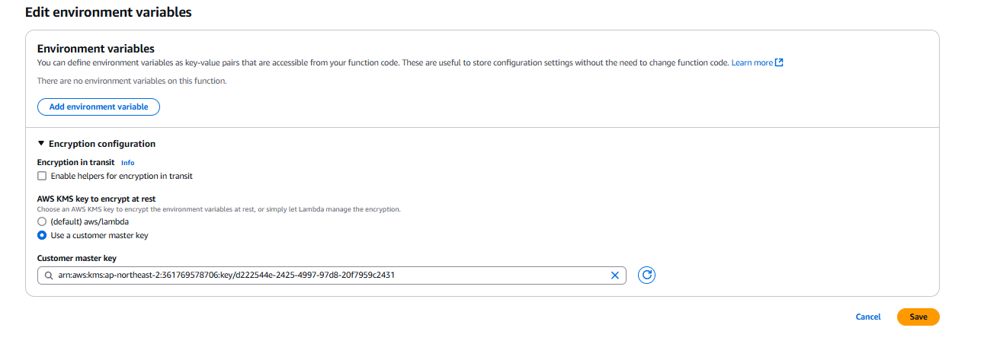 Edit environment variables
Environment variables
You can define environment variables as key-value pairs that are accessible from your function code. These are useful to store configuration settings without the need to change function code. Learn more
There are no environment variables on this function.
Add environment variable
Encryption configuration
Encryption in transit Info
Enable helpers for encryption in transit
AWS KMS key to encrypt at rest
Choose an AWS KMS key to encrypt the environment variables at rest, or simply let Lambda manage the encryption.
(default) aws/lambda
Use a customer master key
Customer master key
arn:aws:kms:ap-northeast-2:361769578706:key/d222544e-2425-4997-97d8-20f7959c2431
Cancel Save